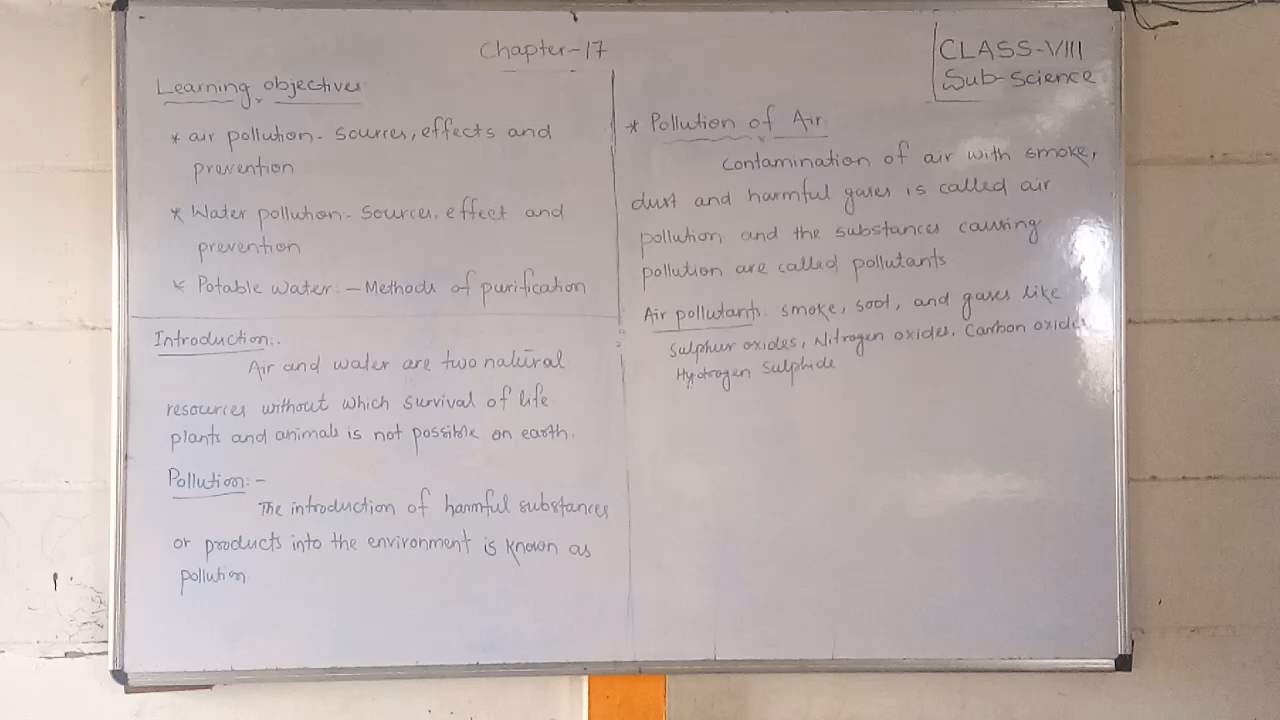 Chapter-17
CLASS-VIII
Sub-science
Learning objectives
* air pollution - sources, effects and
prevention
* Water pollution - Sources, effect and
prevention
* Potable water: - Methods of purification
Introduction:.
Air and water are two natural
resources without which survival of life
plants and animals is not possible on earth.
Pollution: -
The introduction of harmful substances
or products into the environment is known as
pollution
* Pollution of Air
Contamination of air with smoke,
dust and harmful gases is called air
pollution and the substances causing
pollution are called pollutants.
Air pollutants. smoke, soot, and gases like
Sulphur oxides, Nitrogen oxides, Carbon oxides
Hydrogen Sulphide